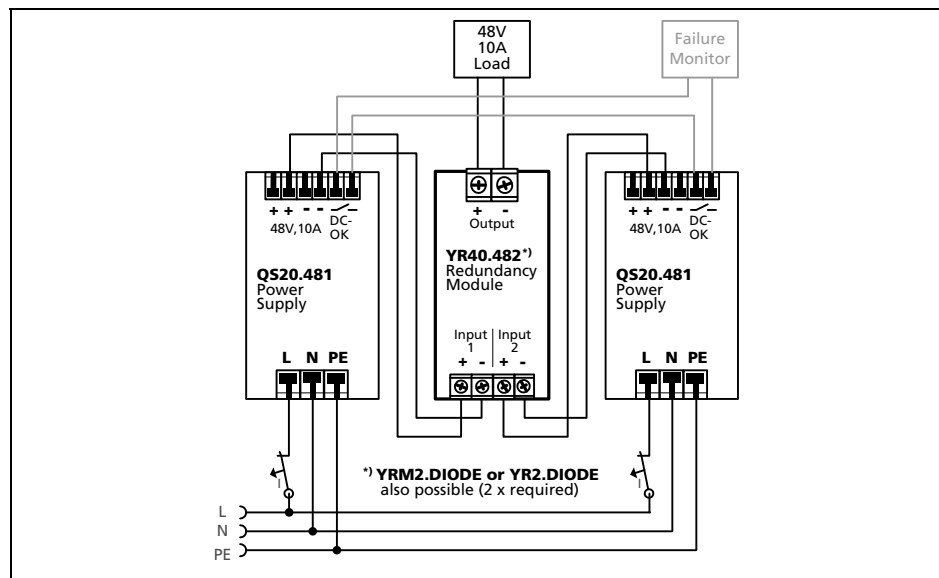 48V
10A
Load
Failure
Monitor
+ + - -
DC-
OK
48V,10A
QS20.481
Power
Supply
L N PE
+ -
Output
YR40.482*)
Redundancy
Module
Input
1
Input
2
+ - + -
+ + - -
DC-
OK
48V,10A
QS20.481
Power
Supply
L N PE
I
I
*) YRM2.DIODE or YR2.DIODE
also possible (2 x required)
L
N
PE